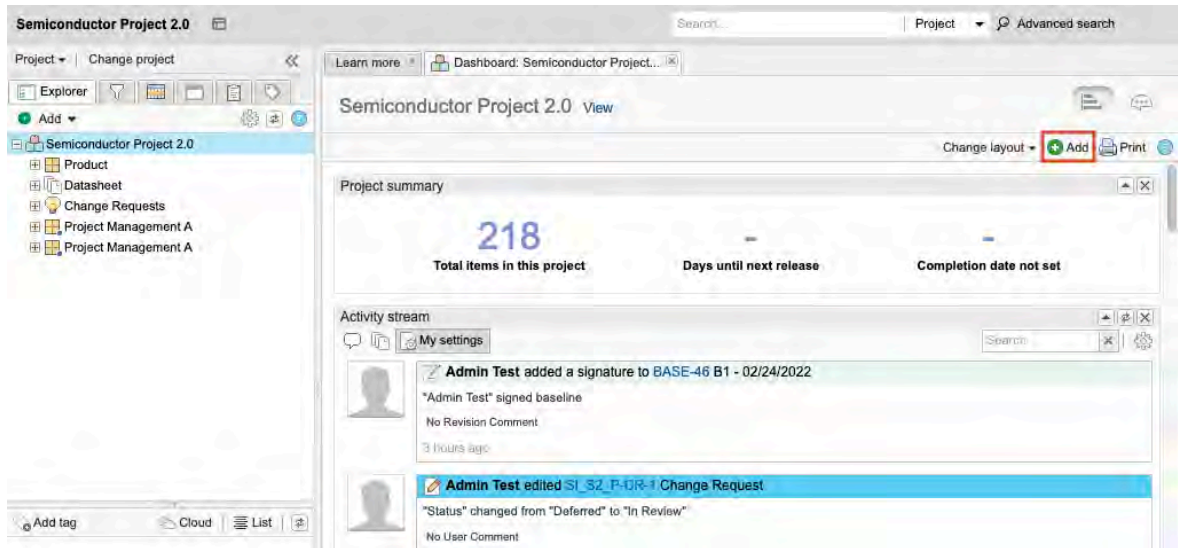 Semiconductor Project 2.0
Search... Project Advanced search
Project Change project
Learn more Dashboard: Semiconductor Project...
Explorer
Semiconductor Project 2.0 View
Add
Change layout Add Print
Semiconductor Project 2.0
Product
Datasheet
Change Requests
Project Management A
Project Management A
Project summary
218 - -
Total items in this project Days until next release Completion date not set
Activity stream
My settings Search
Admin Test added a signature to BASE-46 B1 - 02/24/2022
"Admin Test" signed baseline
No Revision Comment
3 hours ago
Admin Test edited SI_S2_P-CR-1 Change Request
"Status" changed from "Deferred" to "In Review"
No User Comment
Add tag Cloud List